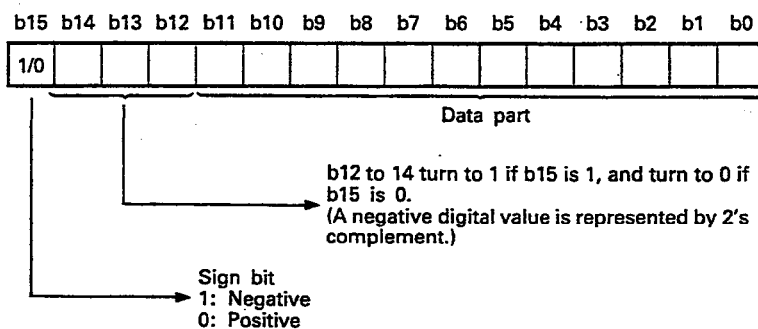 b15 b14 b13 b12 b11 b10 b9 b8 b7 b6 b5 b4 b3 b2 b1 b0
1/0
Data part
b12 to 14 turn to 1 if b15 is 1, and turn to 0 if
b15 is 0.
(A negative digital value is represented by 2's
complement.)
Sign bit
1: Negative
0: Positive